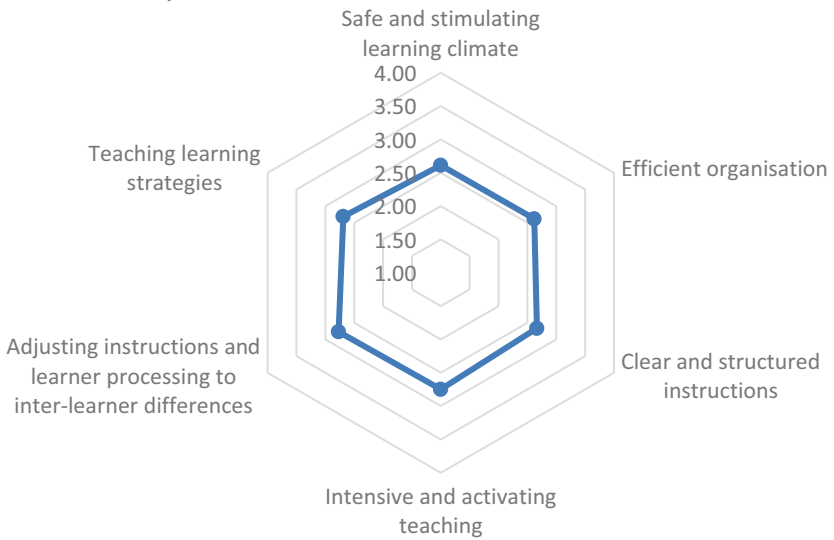 Safe and stimulating
learning climate
4.00
3.50
3.00
2.50
2.00
1.50
1.00
Teaching learning
strategies
Efficient organisation
Adjusting instructions and
learner processing to
inter-learner differences
Clear and structured
instructions
Intensive and activating
teaching